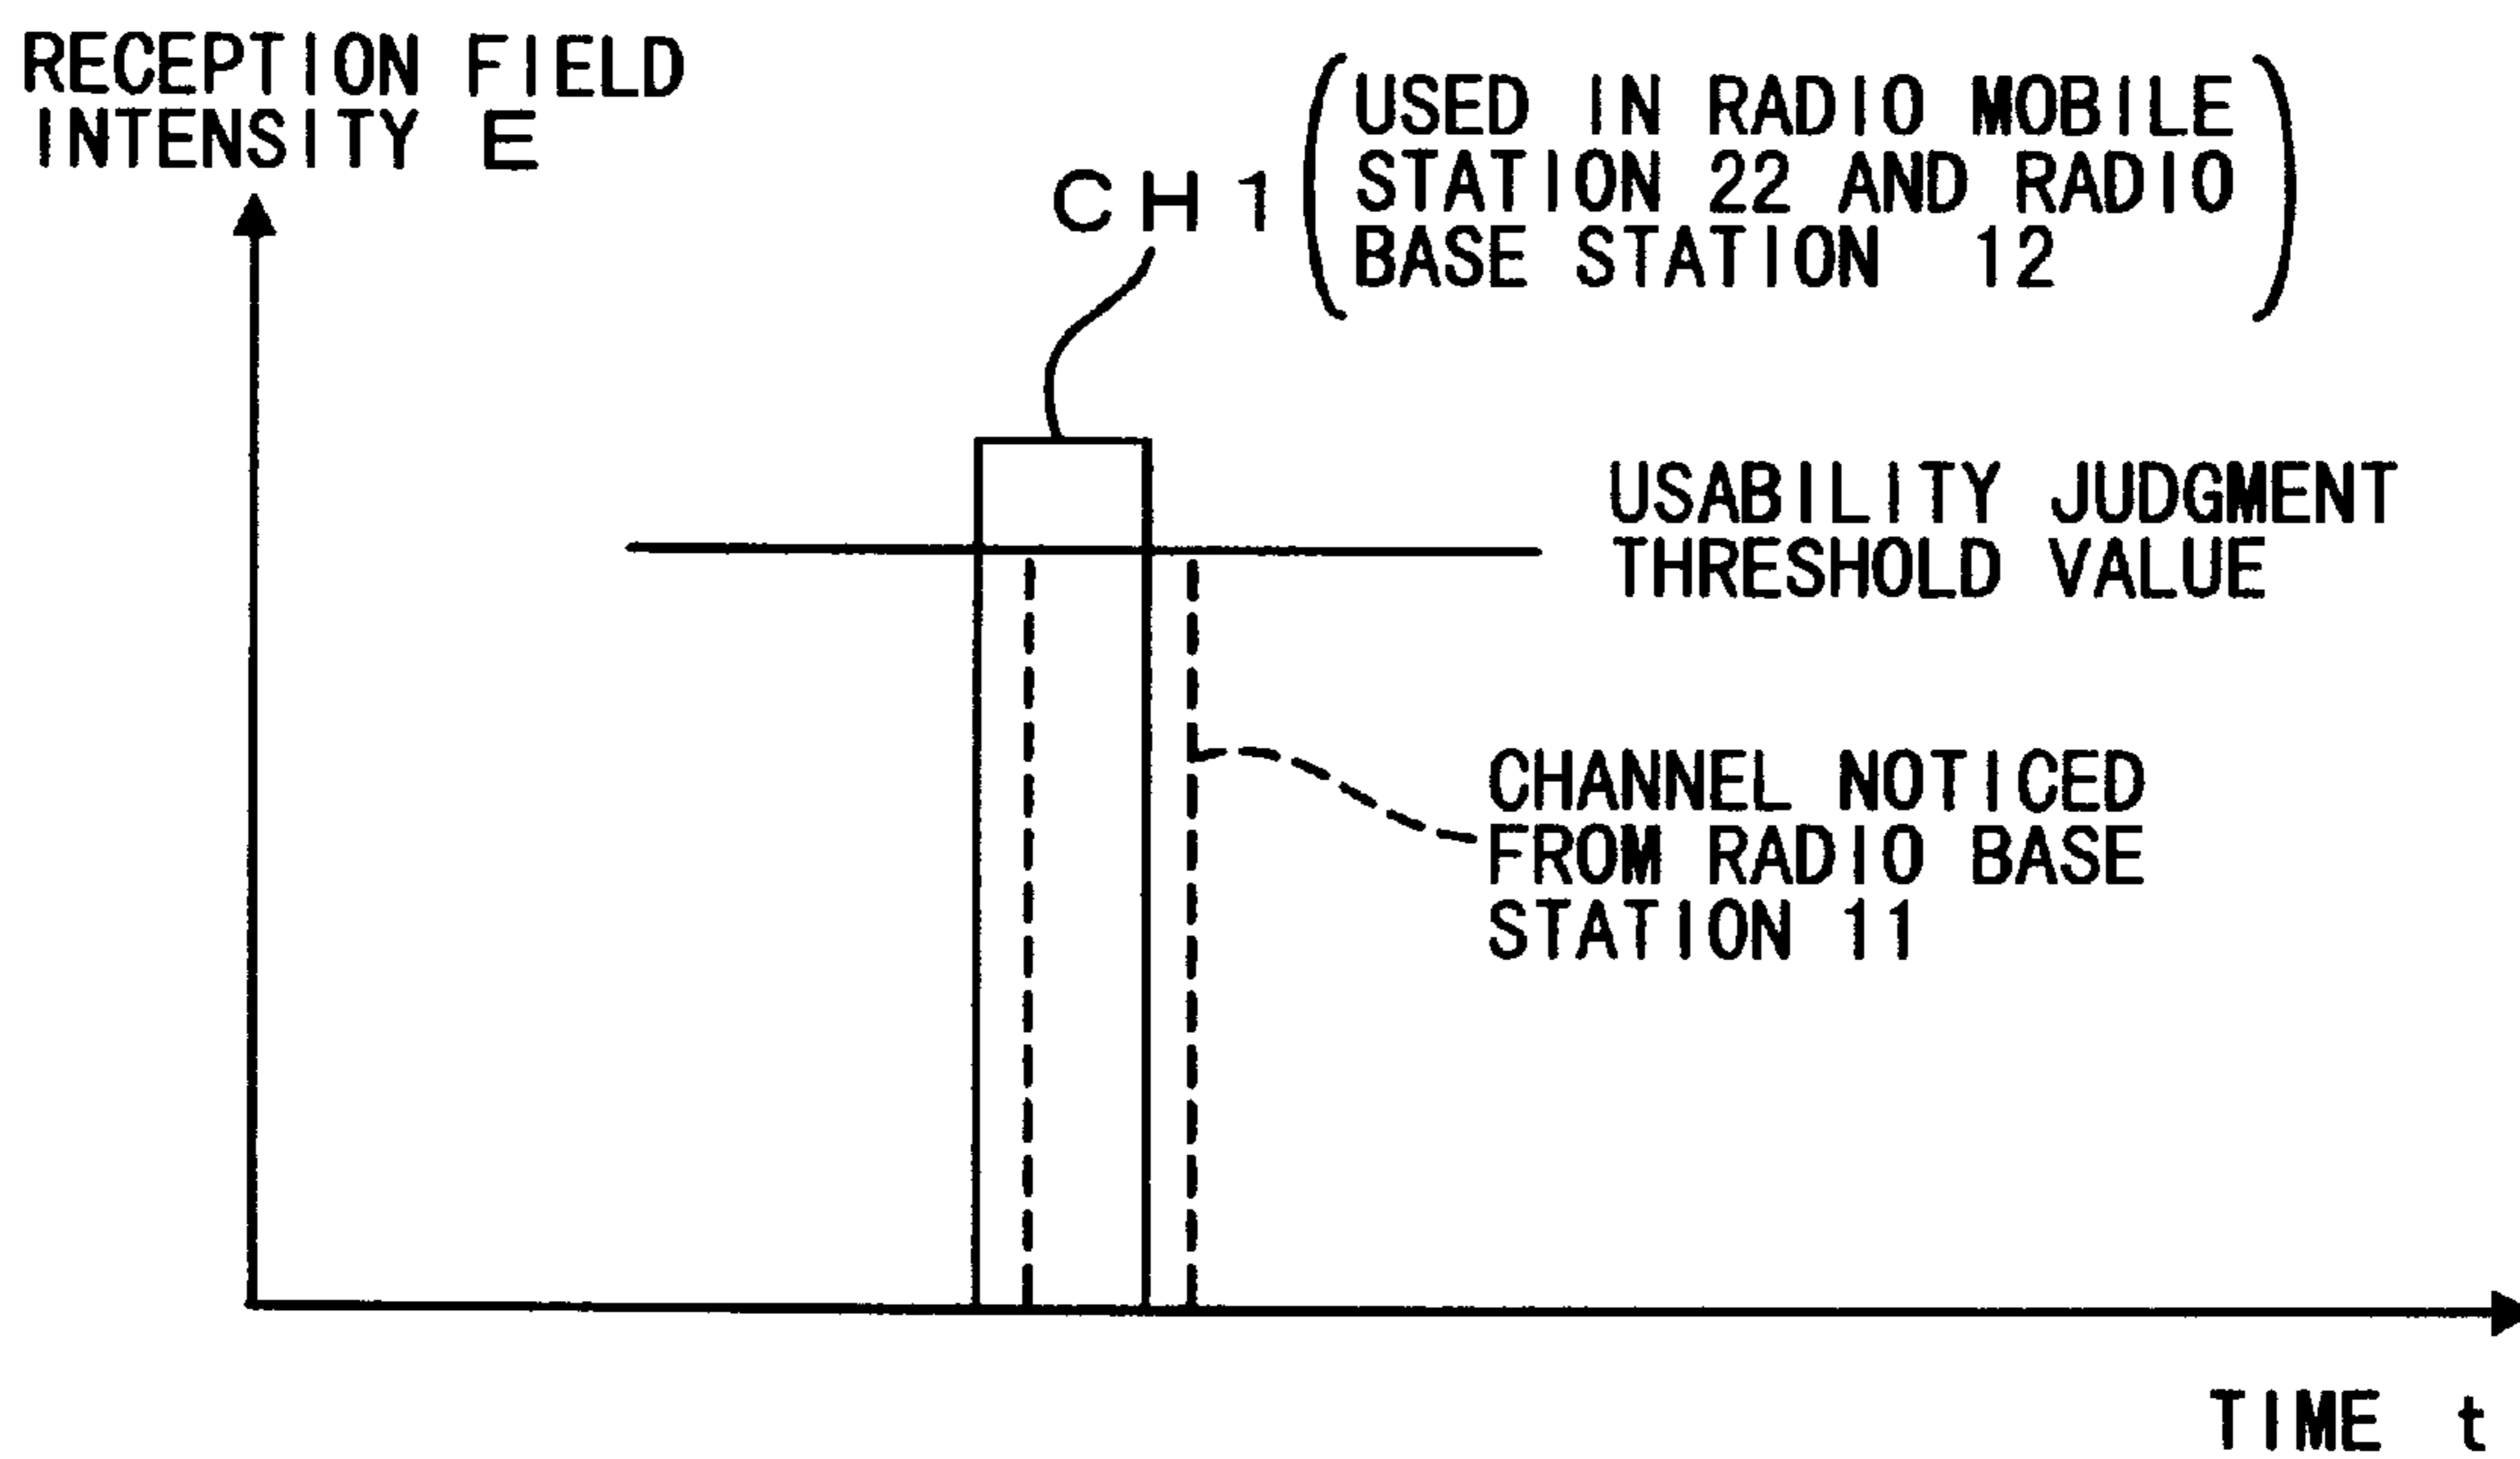 RECEPTION FIELD
INTENSITY E
CH1
USED IN RADIO MOBILE
STATION 22 AND RADIO
BASE STATION 12
USABILITY JUDGMENT
THRESHOLD VALUE
CHANNEL NOTICED
FROM RADIO BASE
STATION 11
TIME t